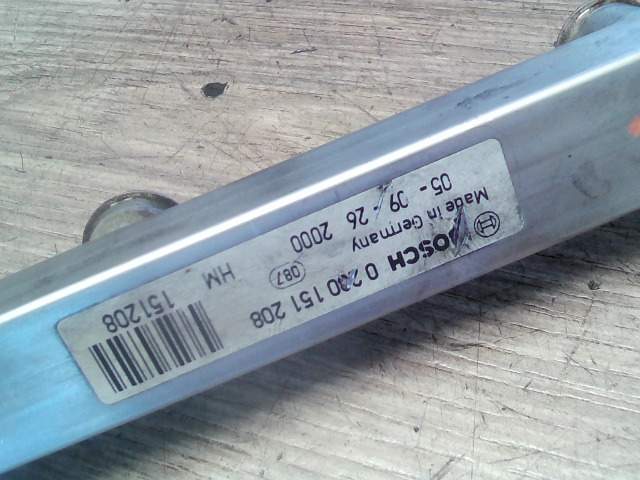 BOSCH 0 280 151 208
Made in Germany 087
05- 09- 26 2000 HM 151208